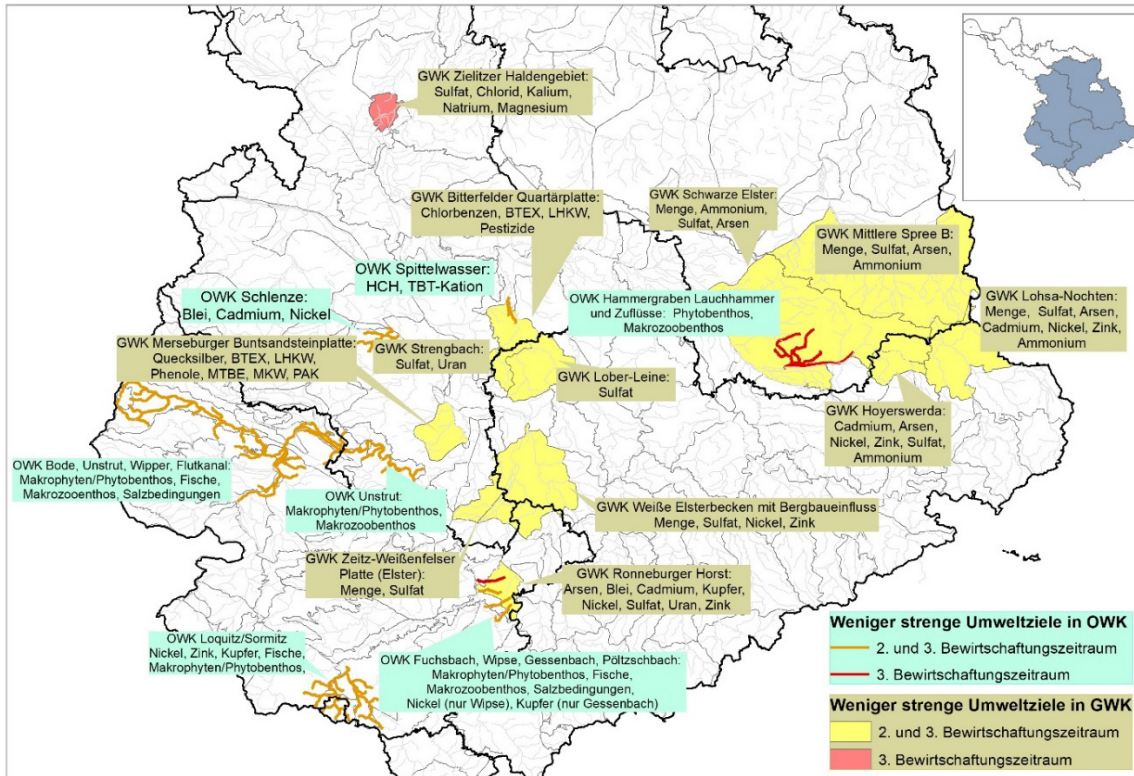 GWK Zielitzer Haldengebiet:
Sulfat, Chlorid, Kalium,
Natrium, Magnesium
GWK Bitterfelder Quartärplatte:
Chlorbenzen, BTEX, LHKW,
Pestizide
GWK Schwarze Elster:
Menge, Ammonium,
Sulfat, Arsen
GWK Mittlere Spree B:
Menge, Sulfat, Arsen,
Ammonium
OWK Spittelwasser:
HCH, TBT-Kation
OWK Schlenze:
Blei, Cadmium, Nickel
OWK Hammergraben Lauchhammer
und Zuflüsse: Phytobenthos,
Makrozoobenthos
GWK Lohsa-Nochten:
Menge, Sulfat, Arsen,
Cadmium, Nickel, Zink,
Ammonium
GWK Merseburger Buntsandsteinplatte:
Quecksilber, BTEX, LHKW,
Phenole, MTBE, MKW, PAK
GWK Strengbach:
Sulfat, Uran
GWK Lober-Leine:
Sulfat
GWK Hoyerswerda:
Cadmium, Arsen,
Nickel, Zink, Sulfat,
Ammonium
OWK Bode, Unstrut, Wipper, Flutkanal:
Makrophyten/Phytobenthos, Fische,
Makrozooenthos, Salzbedingungen
OWK Unstrut:
Makrophyten/Phytobenthos,
Makrozoobenthos
GWK Weiße Elsterbecken mit Bergbaueinfluss
Menge, Sulfat, Nickel, Zink
GWK Zeitz-Weißenfelser
Platte (Elster):
Menge, Sulfat
GWK Ronneburger Horst:
Arsen, Blei, Cadmium, Kupfer,
Nickel, Sulfat, Uran, Zink
OWK Loquitz/Sormitz
Nickel, Zink, Kupfer, Fische,
Makrophyten/Phytobenthos,
OWK Fuchsbach, Wipse, Gessenbach, Pöltzschbach:
Makrophyten/Phytobenthos, Fische,
Makrozoobenthos, Salzbedingungen,
Nickel (nur Wipse), Kupfer (nur Gessenbach)
Weniger strenge Umweltziele in OWK
2. und 3. Bewirtschaftungszeitraum
3. Bewirtschaftungszeitraum
Weniger strenge Umweltziele in GWK
2. und 3. Bewirtschaftungszeitraum
3. Bewirtschaftungszeitraum